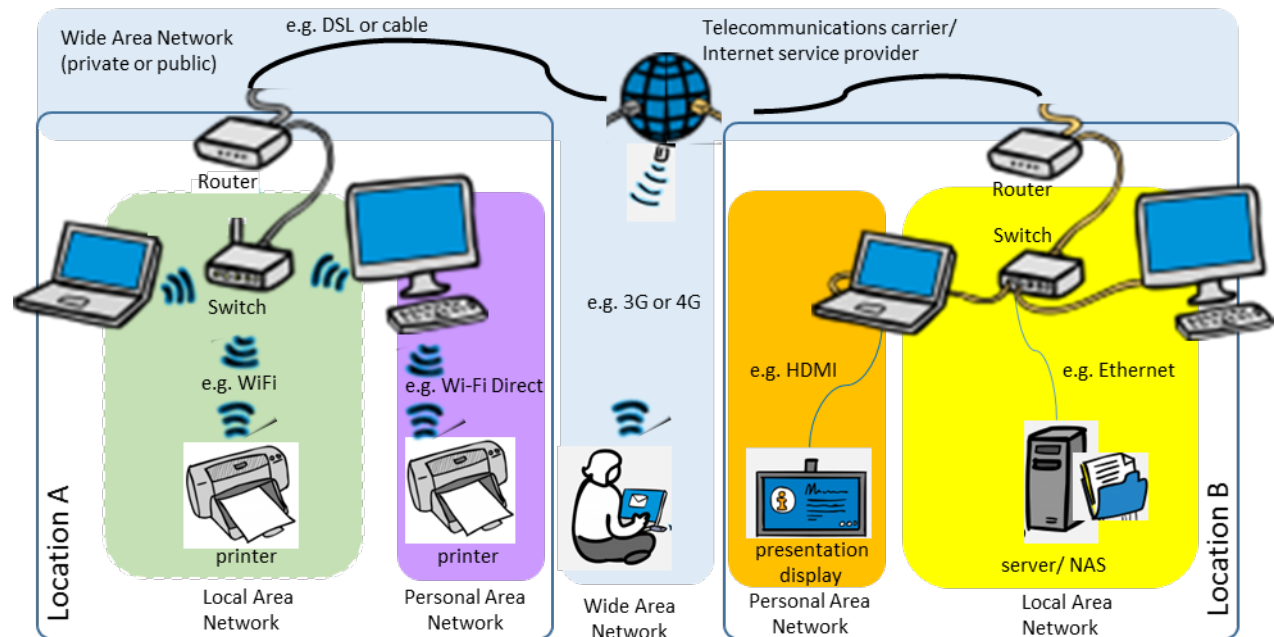 Wide Area Network
(private or public)
e.g. DSL or cable
Telecommunications carrier/
Internet service provider
Router
Switch
e.g. WiFi
printer
Local Area
Network
e.g. Wi-Fi Direct
printer
Personal Area
Network
Location A
e.g. 3G or 4G
Wide Area
Network
e.g. HDMI
presentation
display
Personal Area
Network
Router
Switch
e.g. Ethernet
server/ NAS
Local Area
Network
Location B